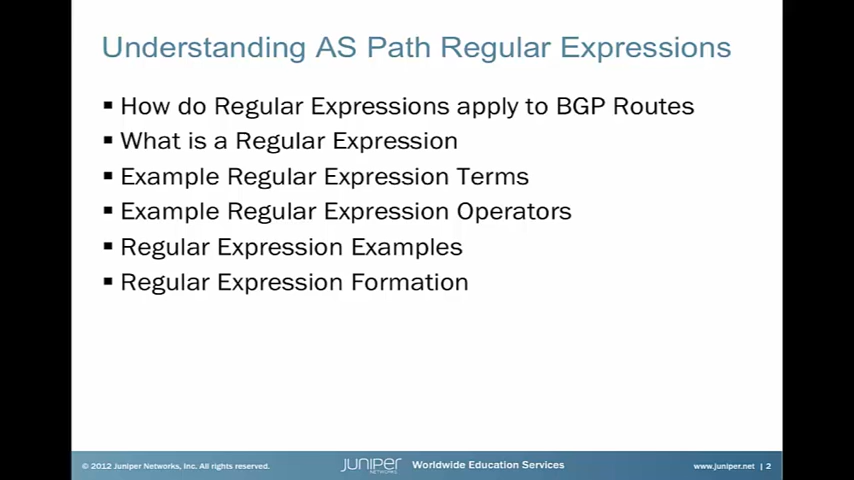 Understanding AS Path Regular Expressions
▪ How do Regular Expressions apply to BGP Routes
▪ What is a Regular Expression
▪ Example Regular Expression Terms
▪ Example Regular Expression Operators
▪ Regular Expression Examples
▪ Regular Expression Formation
© 2012 Juniper Networks, Inc. All rights reserved. JUNIPER NETWORKS Worldwide Education Services www.juniper.net | 2